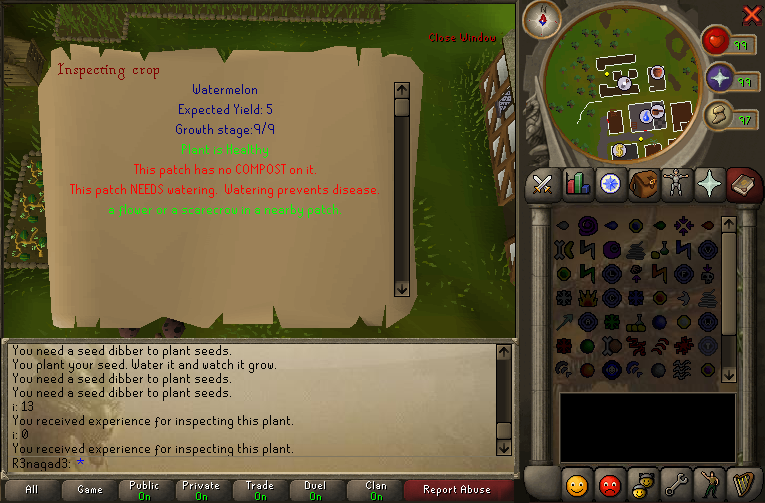 Close Window
Inspecting crop
Watermelon
Expected Yield: 5
Growth stage:9/9
Plant is Healthy
This patch has no COMPOST on it.
This patch NEEDS watering. Watering prevents disease.
a flower or a scarecrow in a nearby patch
99
99
97
You need a seed dibber to plant seeds.
You plant your seed. Water it and watch it grow.
You need a seed dibber to plant seeds.
You need a seed dibber to plant seeds.
i: 13
You received experience for inspecting this plant.
i: 0
You received experience for inspecting this plant.
R3naqad3: *
All
Game
Public
On
Private
On
Trade
On
Duel
On
Clan
On
Report Abuse